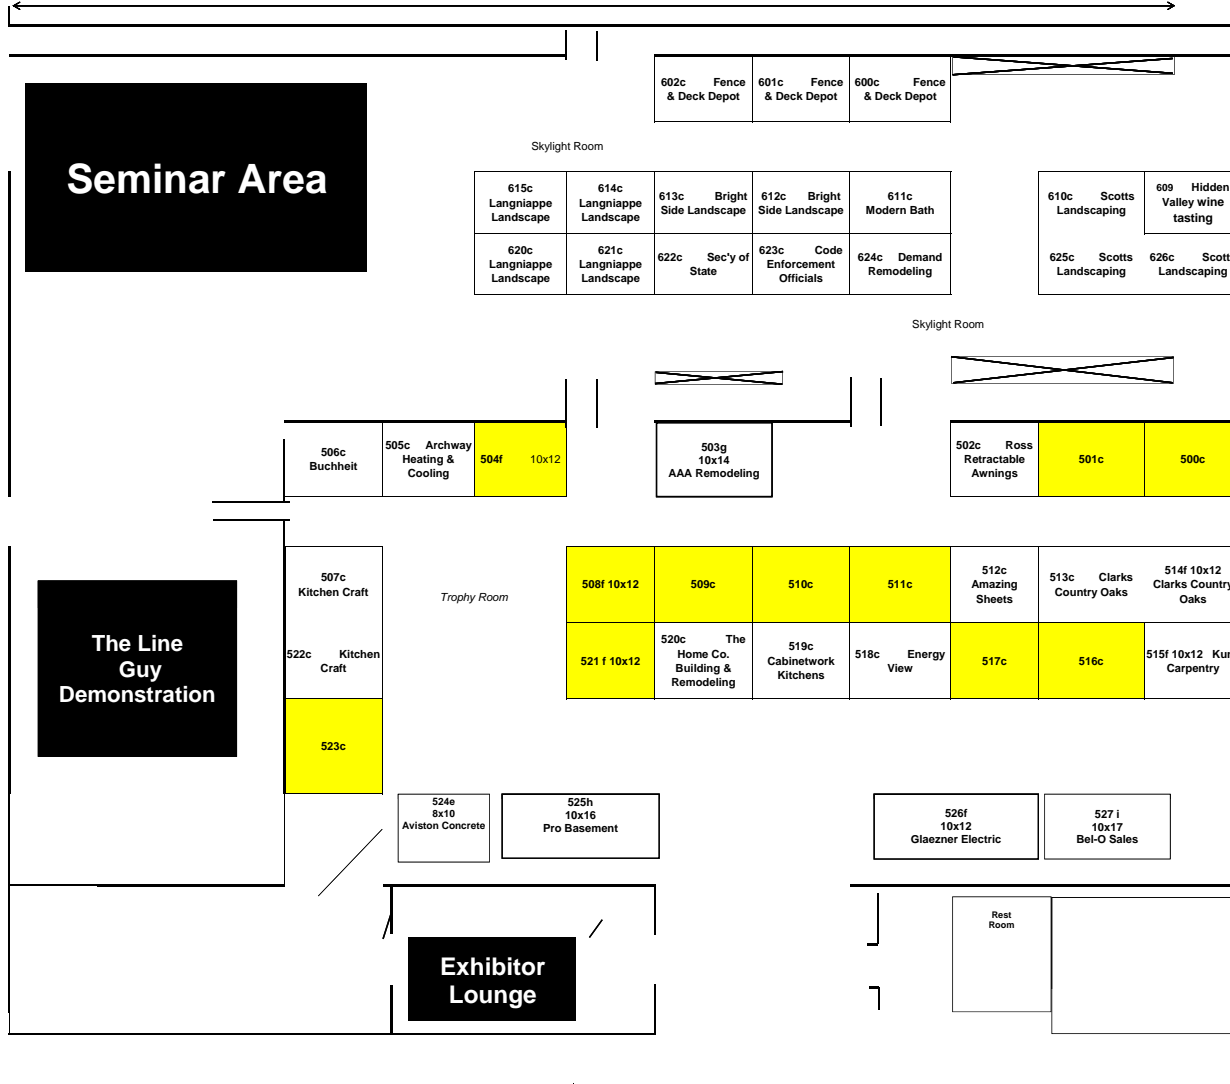 602c Fence
& Deck Depot
601c Fence
& Deck Depot
600c Fence
& Deck Depot
Seminar Area
Skylight Room
615c
Langniappe
Landscape
614c
Langniappe
Landscape
613c Bright
Side Landscape
612c Bright
Side Landscape
611c
Modern Bath
610c Scotts
Landscaping
609 Hidden
Valley wine
tasting
620c
Langniappe
Landscape
621c
Langniappe
Landscape
622c Sec'y of
State
623c Code
Enforcement
Officials
624c Demand
Remodeling
625c Scotts
Landscaping
626c Scott
Landscaping
Skylight Room
506c
Buchheit
505c Archway
Heating &
Cooling
504f 10x12
503g
10x14
AAA Remodeling
502c Ross
Retractable
Awnings
501c
500c
507c
Kitchen Craft
Trophy Room
508f 10x12
509c
510c
511c
512c
Amazing
Sheets
513c Clarks
Country Oaks
514f 10x12
Clarks Country
Oaks
The Line
Guy
Demonstration
522c Kitchen
Craft
521 f 10x12
520c The
Home Co.
Building &
Remodeling
519c
Cabinetwork
Kitchens
518c Energy
View
517c
516c
515f 10x12
Carpentry
523c
524e
8x10
Aviston Concrete
525h
10x16
Pro Basement
526f
10x12
Glaezner Electric
527 i
10x17
Bel-O Sales
Rest
Room
Exhibitor
Lounge